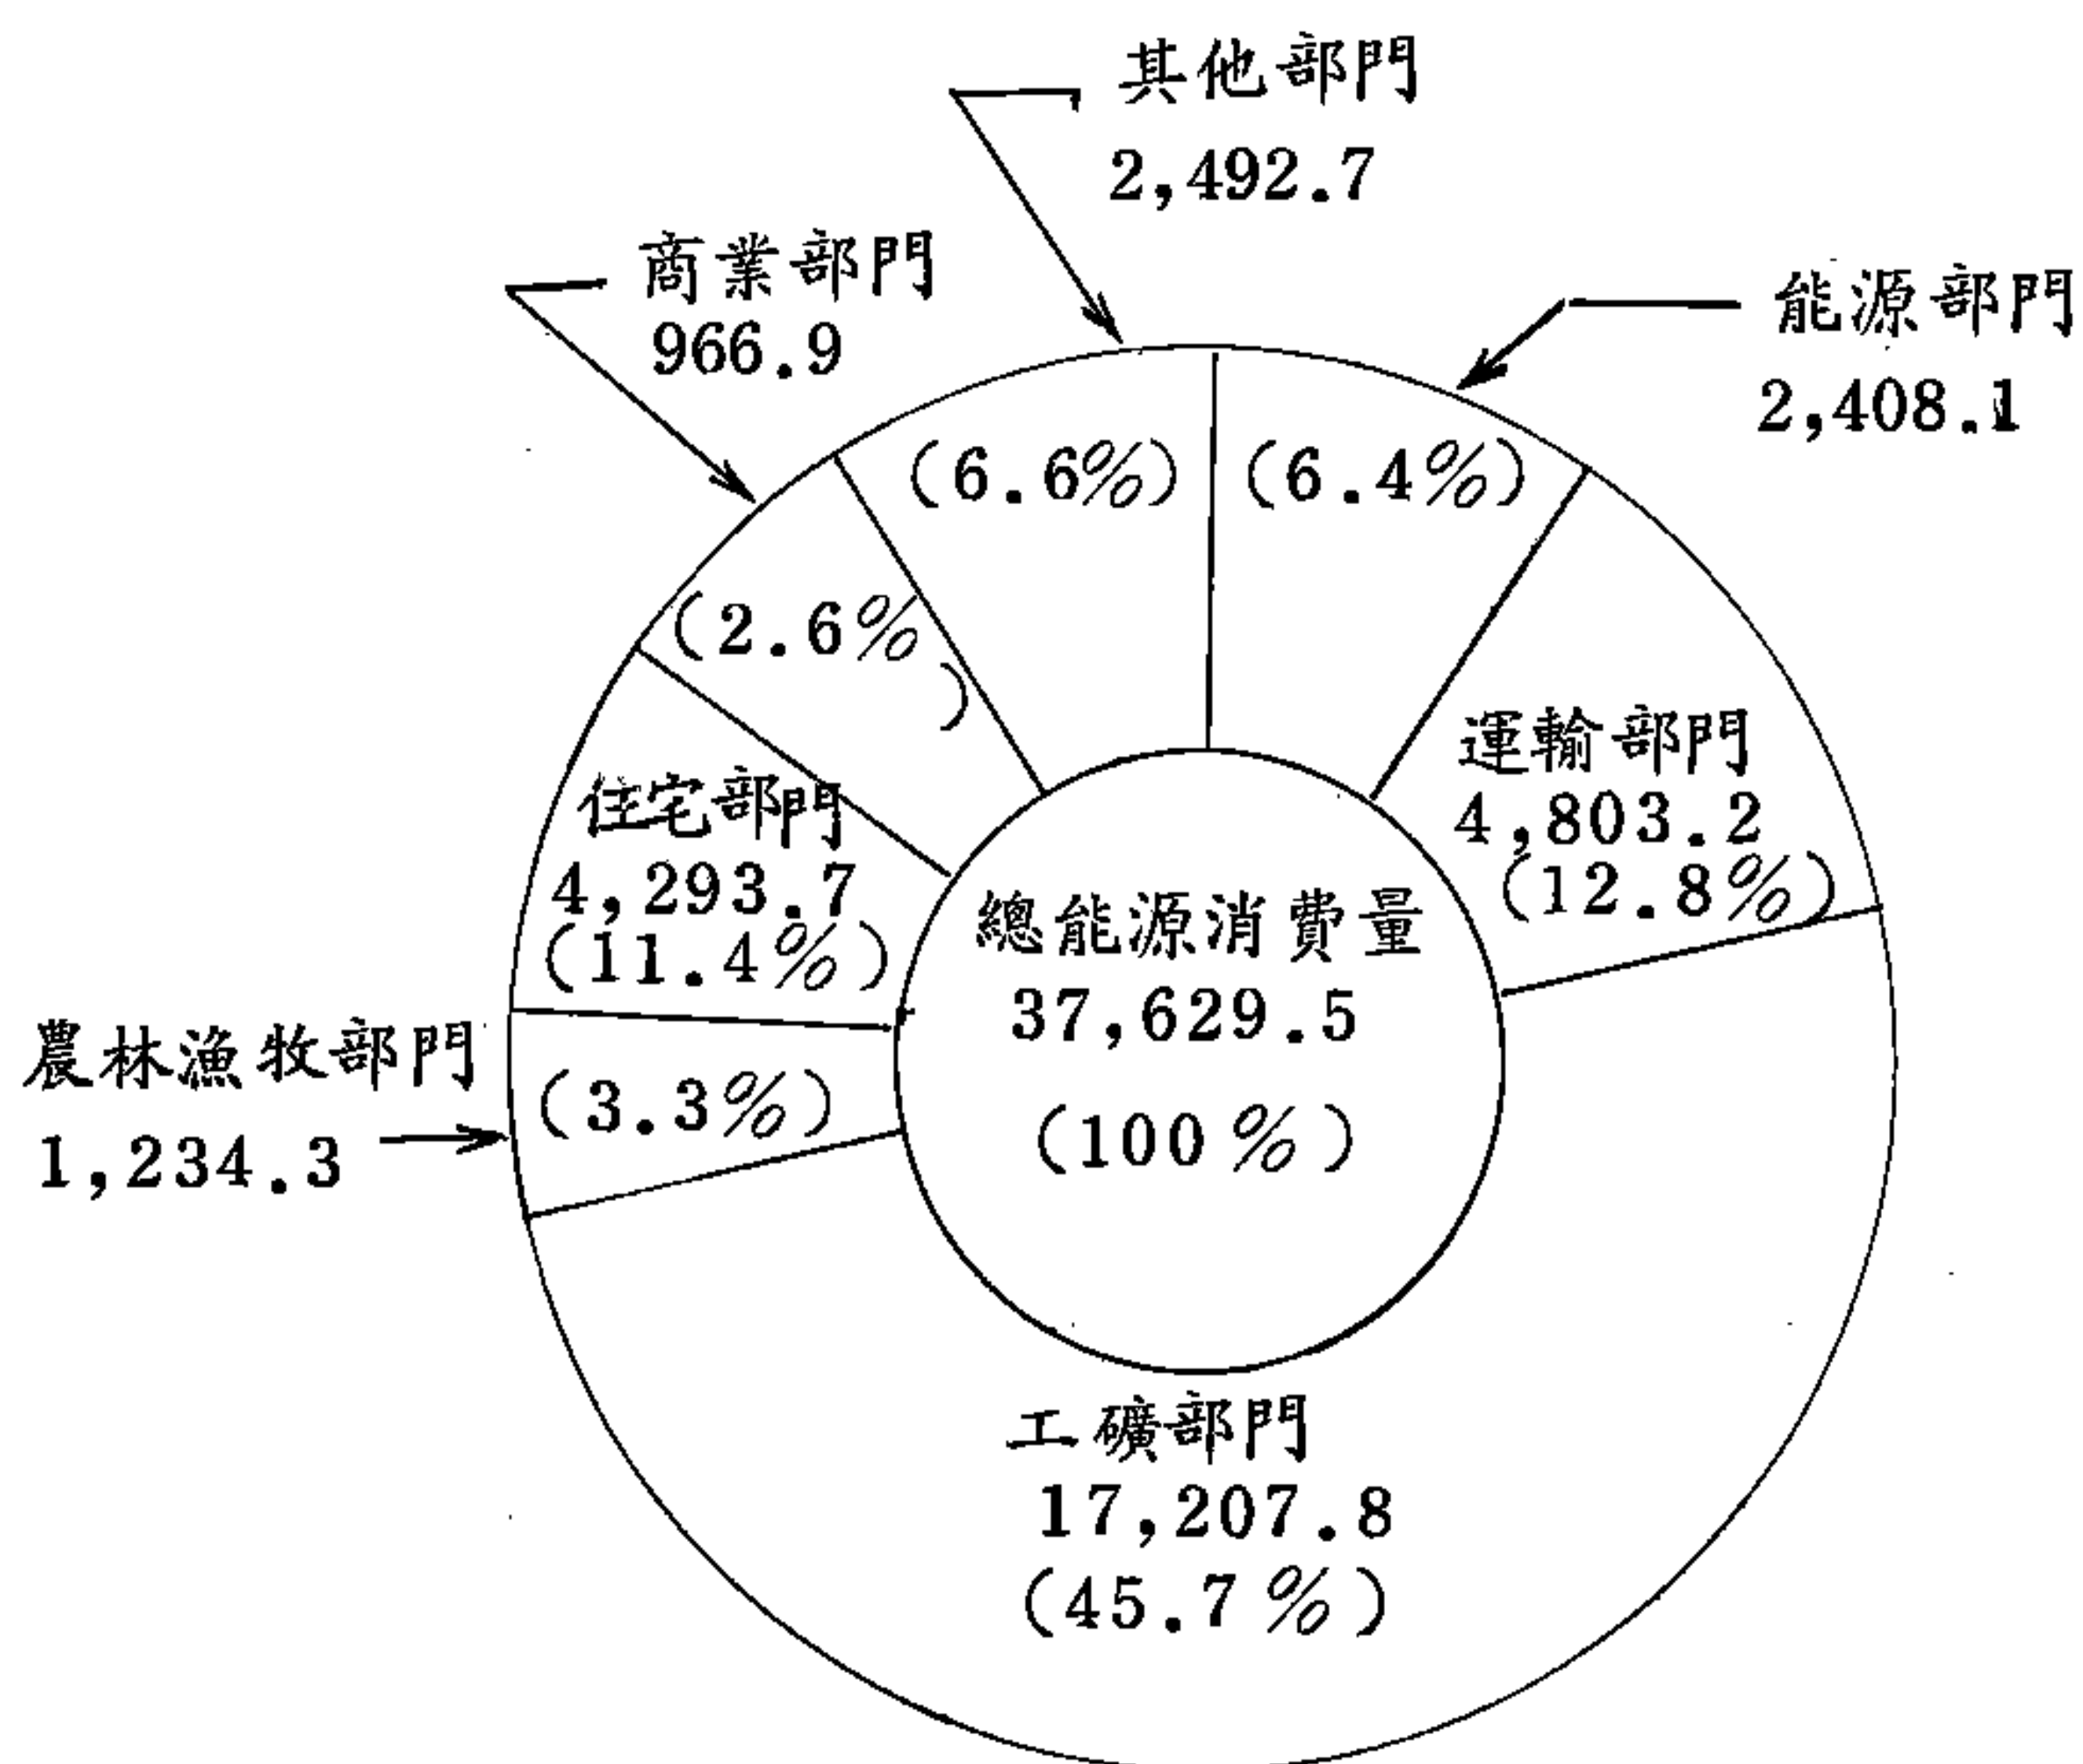 其他部門
2,492.7
商業部門
966.9
能源部門
2,408.1
(6.6%)
(6.4%)
(2.6%)
運輸部門
4,803.2
(12.8%)
住宅部門
4,293.7
(11.4%)
總能源消費量
37,629.5
(100%)
農林漁牧部門
1,234.3
(3.3%)
工礦部門
17,207.8
(45.7%)